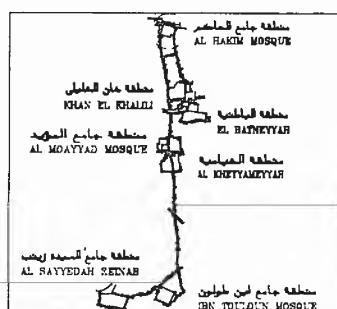 منطقة جامع الحاكم
AL HAKIM MOSQUE
منطقة خان الخليلى
KHAN EL KHALILI
منطقة الباطنية
EL BATNEYYAH
منطقة جامع المؤيد
AL MOAYYAD MOSQUE
منطقة الخيامية
AL KHEYYAMEYYAH
منطقة جامع السيدة زينب
AL SAYYEDAH ZEINAB
منطقة جامع ابن طولون
IBN TOULOUN MOSQUE